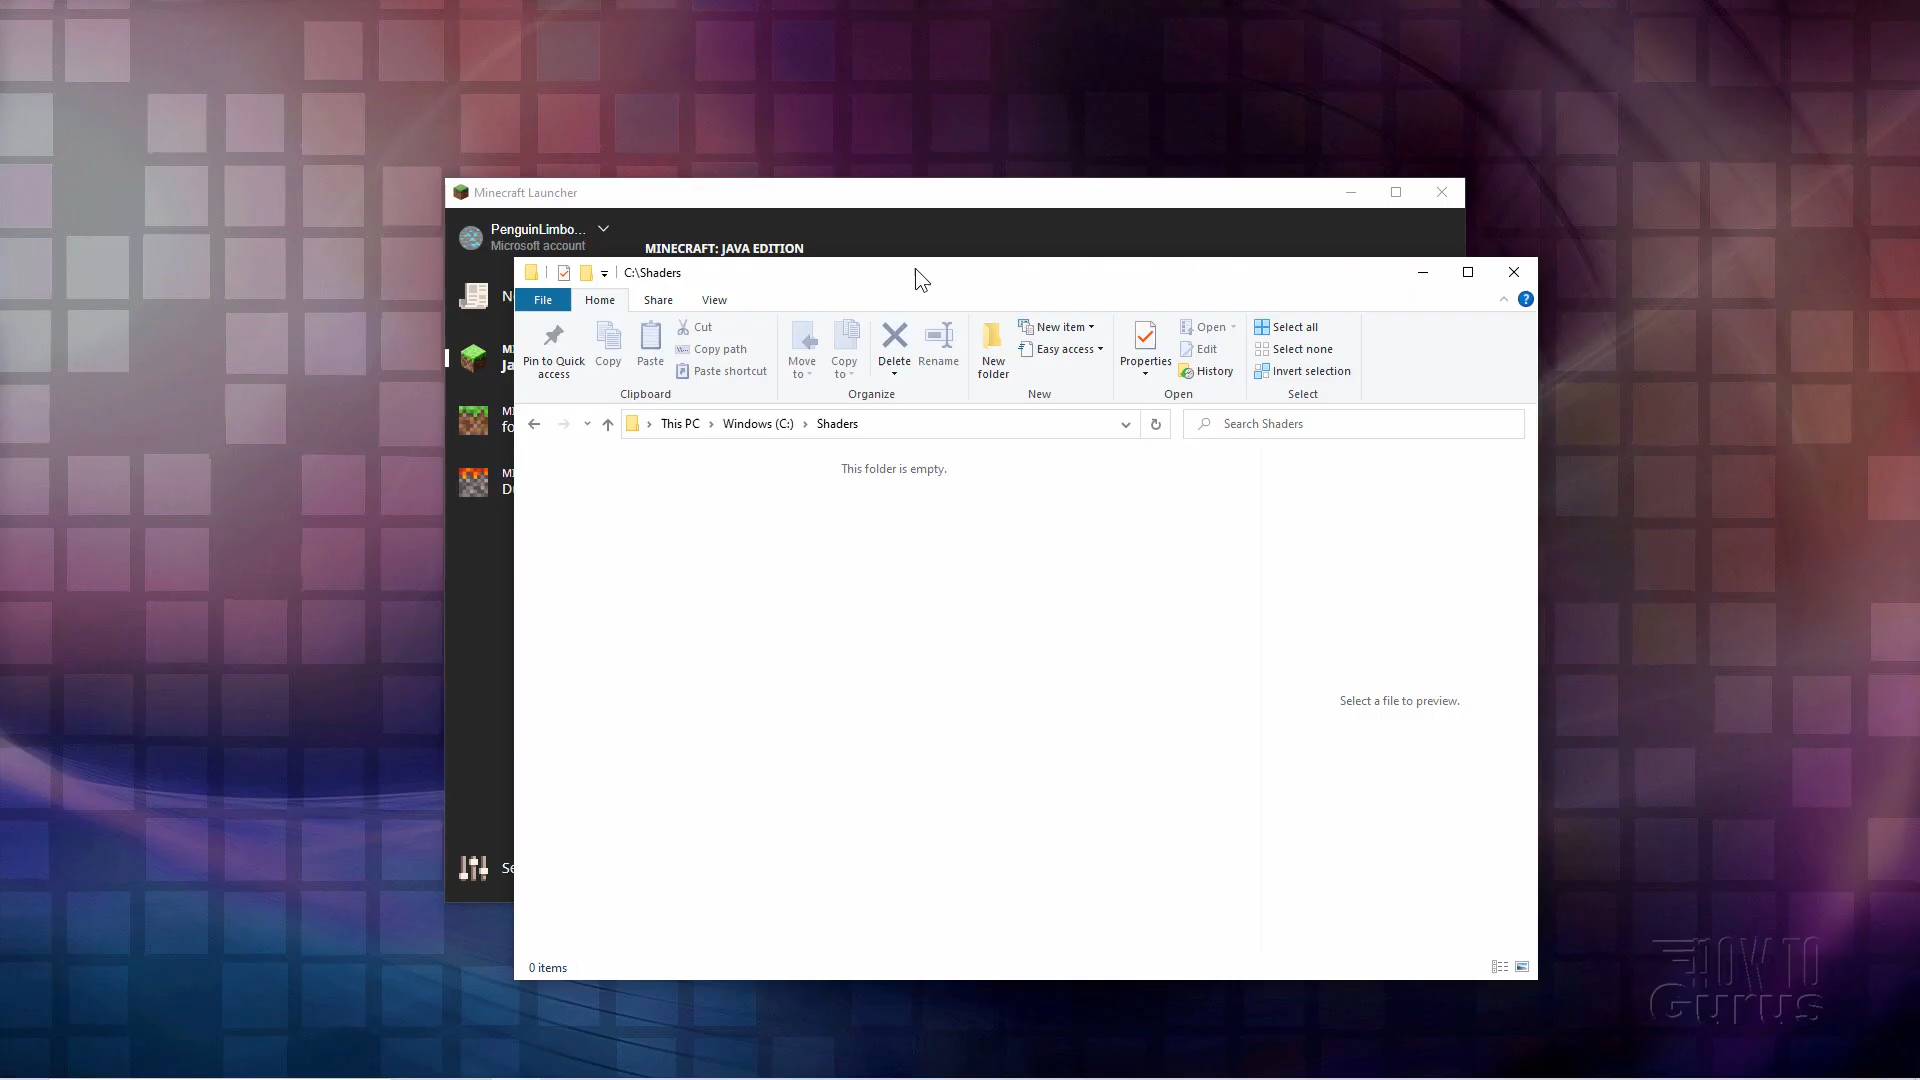 Minecraft Launcher
PenguinLimbo...
Microsoft account
MINECRAFT: JAVA EDITION
C:\Shaders
File Home Share View
Pin to Quick access
Copy
Paste
Cut
Copy path
Paste shortcut
Clipboard
Move to
Copy to
Delete
Rename
Organize
New folder
New item
Easy access
New
Properties
Open
Edit
History
Open
Select all
Select none
Invert selection
Select
This PC > Windows (C:) > Shaders
Search Shaders
This folder is empty.
Select a file to preview.
0 items
HOW TO
Gurus